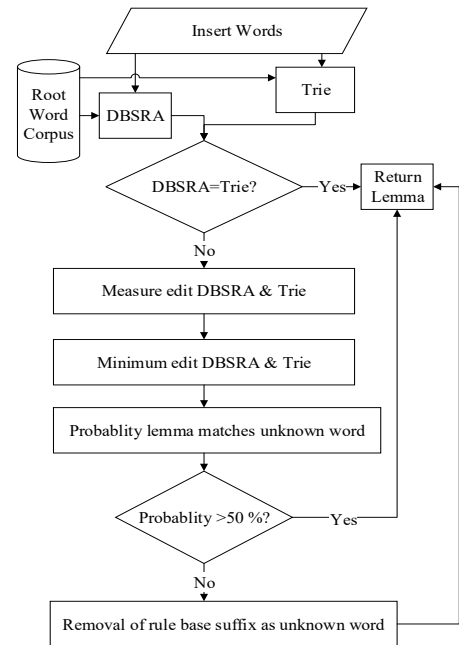 Insert Words
Root
Word
Corpus
DBSRA
Trie
DBSRA=Trie?
Yes
Return
Lemma
No
Measure edit DBSRA & Trie
Minimum edit DBSRA & Trie
Probablity lemma matches unknown word
Probablity >50 %?
Yes
No
Removal of rule base suffix as unknown word